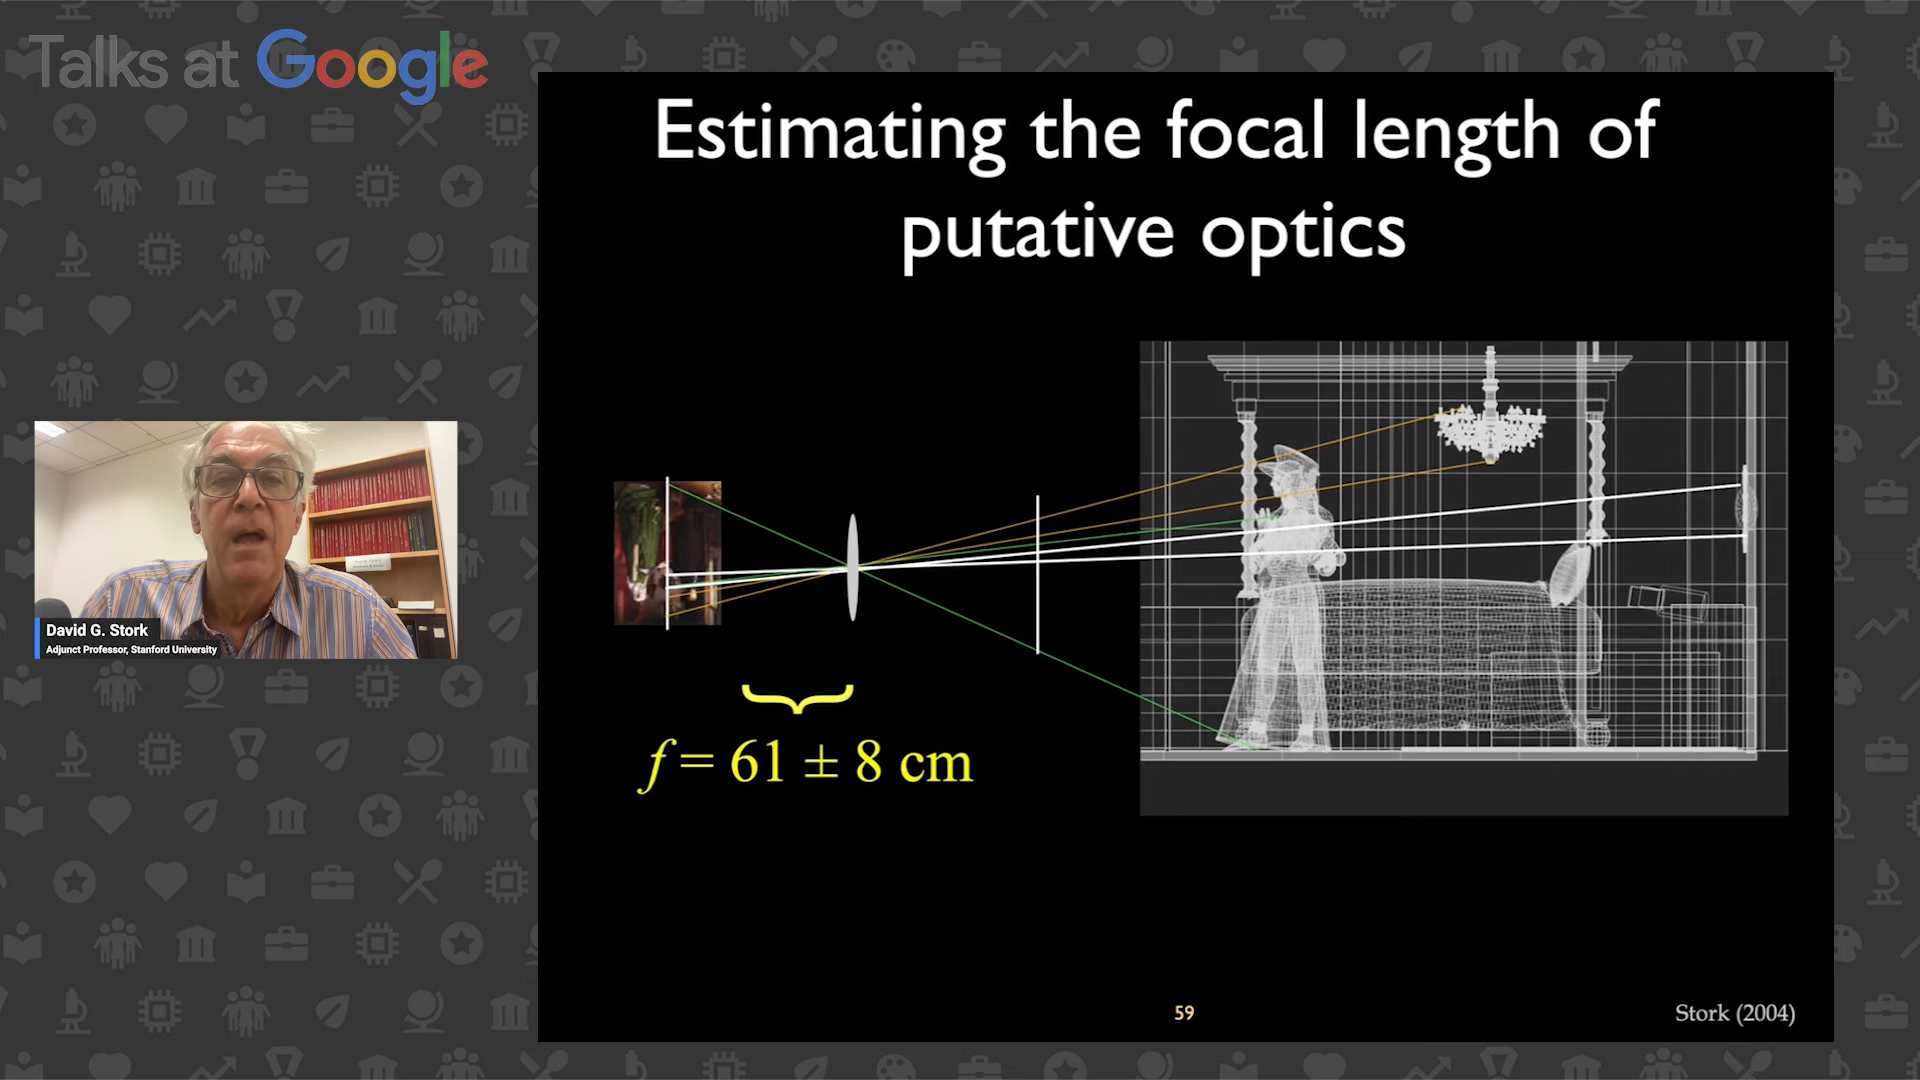 Talks at Google
Estimating the focal length of
putative optics
David G. Stork
Adjunct Professor, Stanford University
f = 61 ± 8 cm
59
Stork (2004)